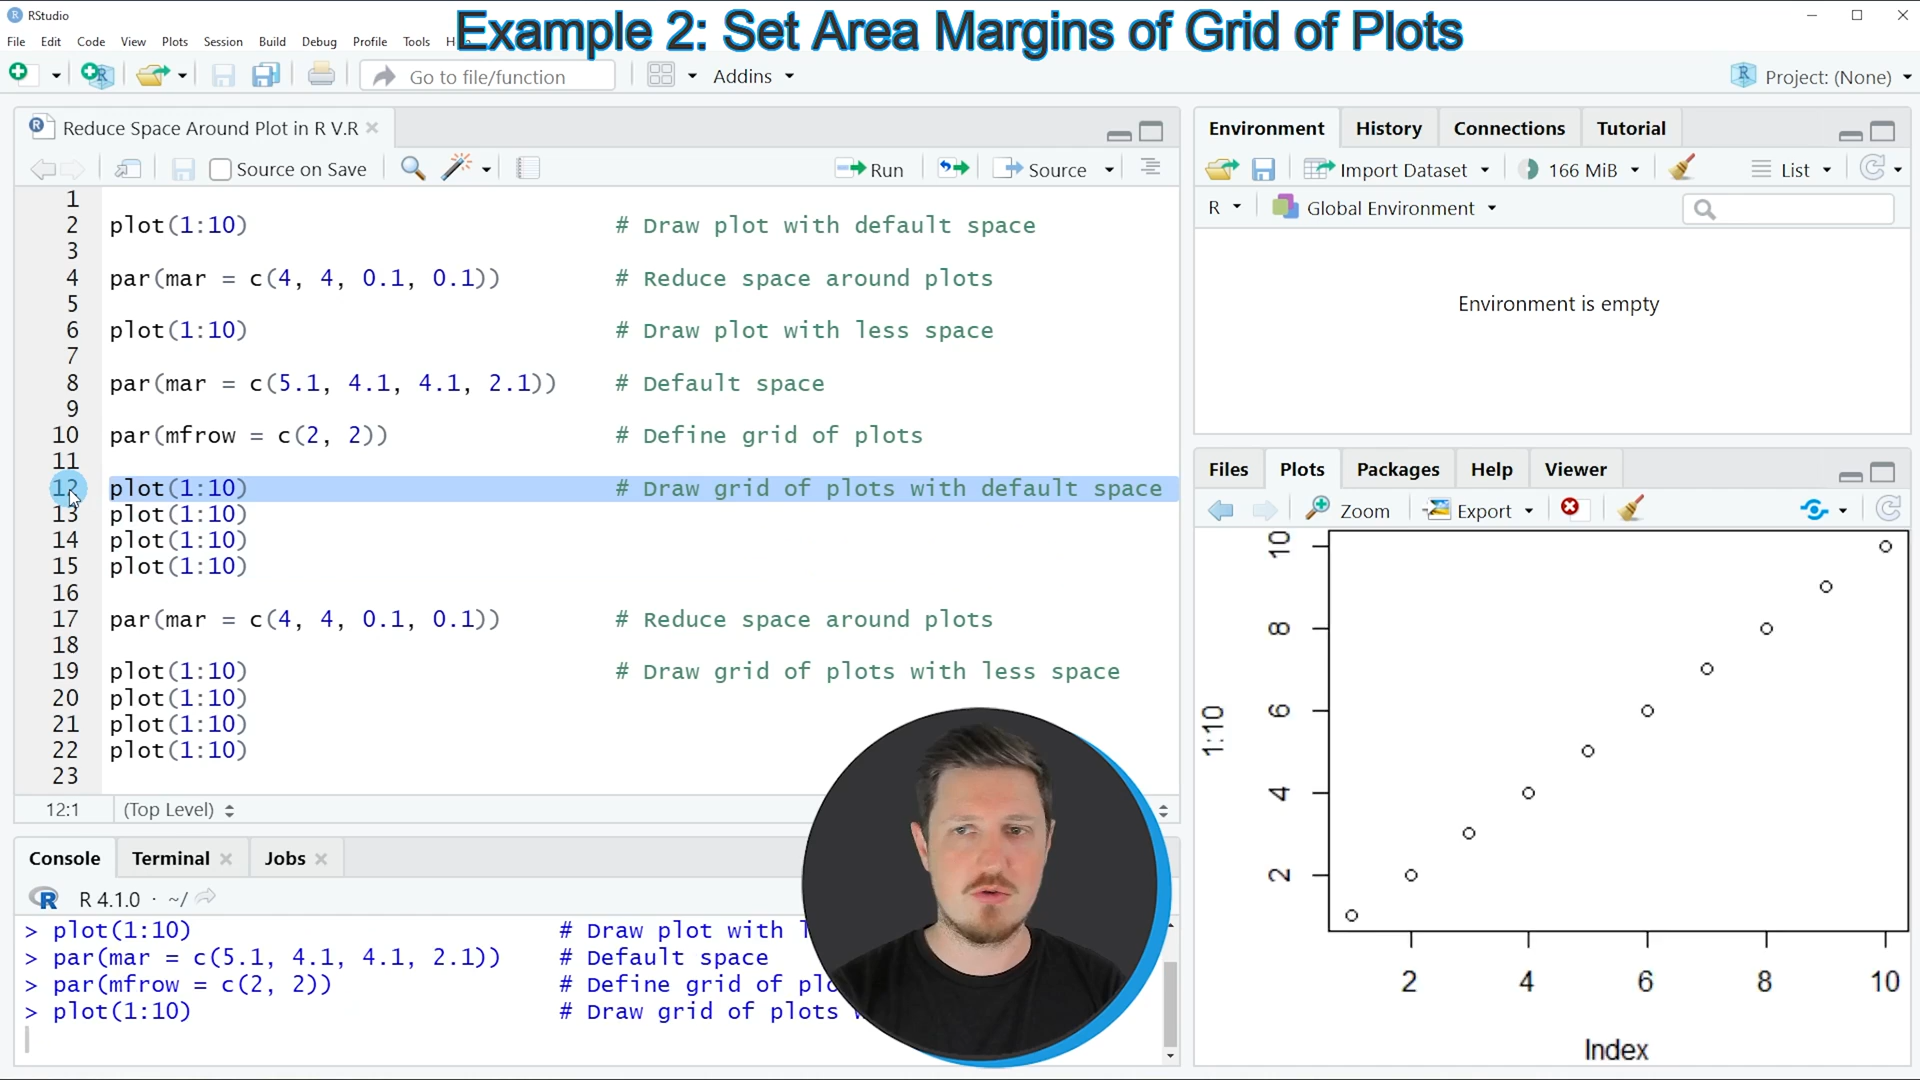 RStudio
Example 2: Set Area Margins of Grid of Plots
File Edit Code View Plots Session Build Debug Profile Tools
Go to file/function
Addins
Project: (None)
Reduce Space Around Plot in R V.R
Source on Save
Run
Source
1
2 plot(1:10) # Draw plot with default space
3
4 par(mar = c(4, 4, 0.1, 0.1)) # Reduce space around plots
5
6 plot(1:10) # Draw plot with less space
7
8 par(mar = c(5.1, 4.1, 4.1, 2.1)) # Default space
9
10 par(mfrow = c(2, 2)) # Define grid of plots
11
12 plot(1:10) # Draw grid of plots with default space
13 plot(1:10)
14 plot(1:10)
15 plot(1:10)
16
17 par(mar = c(4, 4, 0.1, 0.1)) # Reduce space around plots
18
19 plot(1:10) # Draw grid of plots with less space
20 plot(1:10)
21 plot(1:10)
22 plot(1:10)
23
12:1 (Top Level)
Console Terminal Jobs
R 4.1.0 · ~/
> plot(1:10) # Draw plot with
> par(mar = c(5.1, 4.1, 4.1, 2.1)) # Default space
> par(mfrow = c(2, 2)) # Define grid of
> plot(1:10) # Draw grid of plots
Environment History Connections Tutorial
Import Dataset 166 MiB List
R Global Environment
Environment is empty
Files Plots Packages Help Viewer
Zoom Export
10
8
6
4
2
1:10
2 4 6 8 10
Index